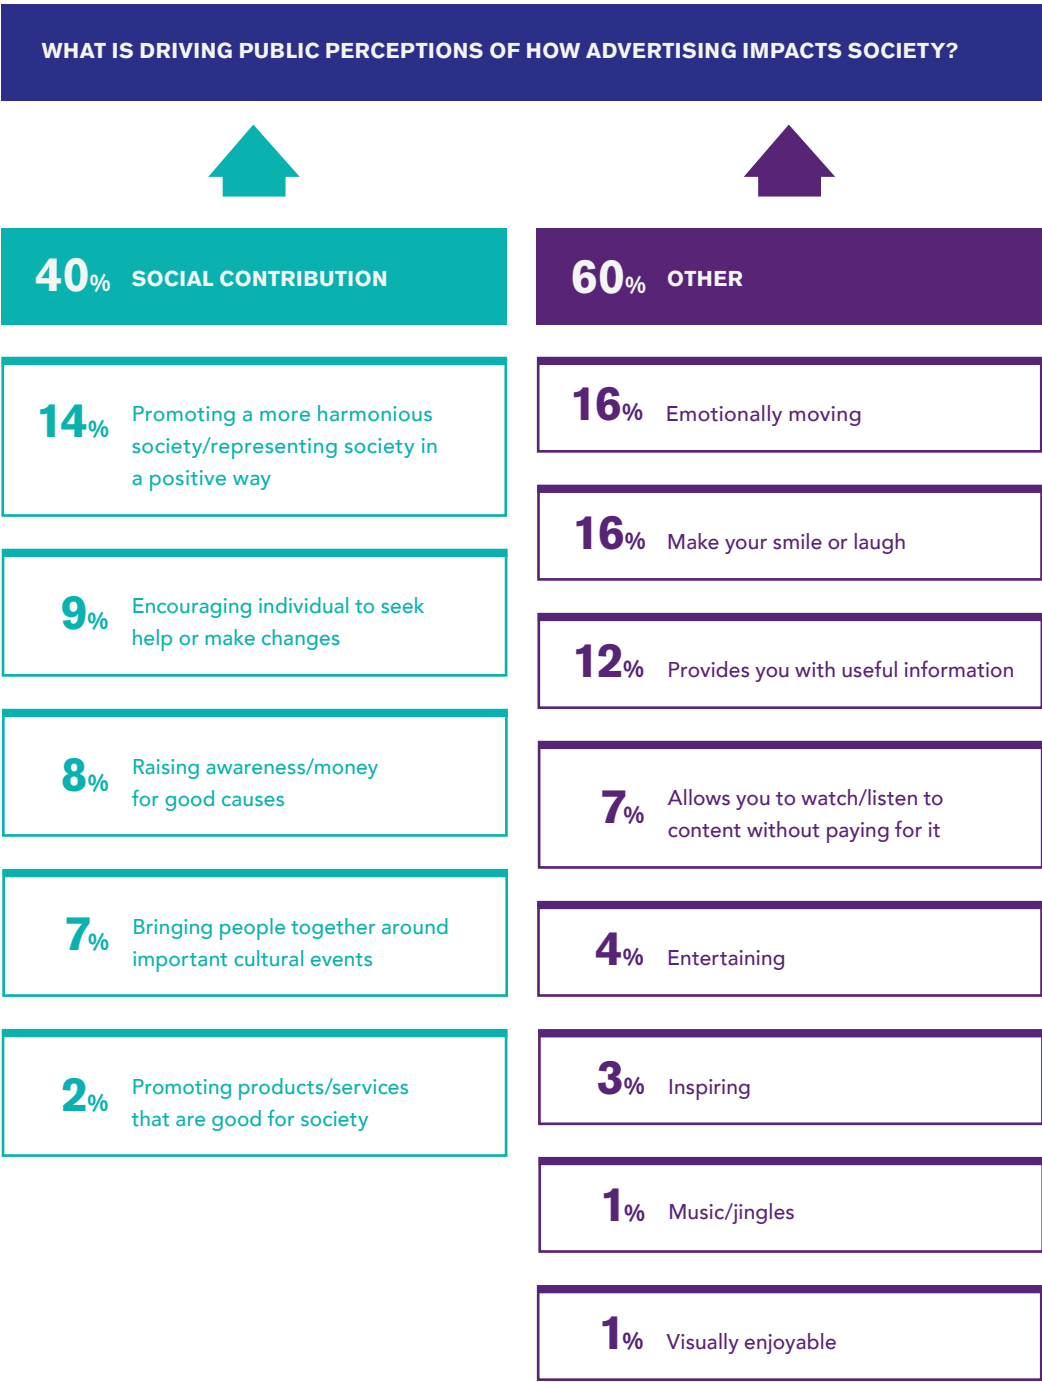 WHAT IS DRIVING PUBLIC PERCEPTIONS OF HOW ADVERTISING IMPACTS SOCIETY?
40% SOCIAL CONTRIBUTION
14% Promoting a more harmonious
society/representing society in
a positive way
9% Encouraging individual to seek
help or make changes
8% Raising awareness/money
for good causes
7% Bringing people together around
important cultural events
2% Promoting products/services
that are good for society
60% OTHER
16% Emotionally moving
16% Make your smile or laugh
12% Provides you with useful information
7% Allows you to watch/listen to
content without paying for it
4% Entertaining
3% Inspiring
1% Music/jingles
1% Visually enjoyable